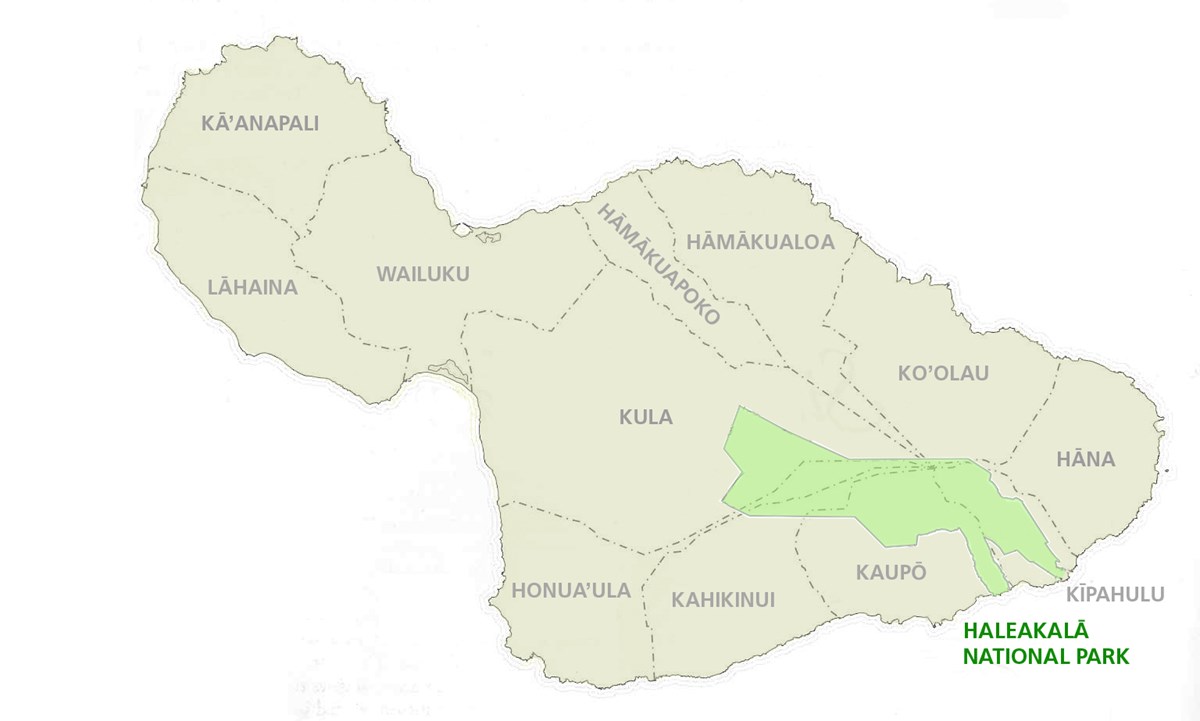 KĀ'ANAPALI
LĀHAINA
WAILUKU
HĀMĀKUAPOKO
HĀMĀKUALOA
KO'OLAU
HĀNA
KULA
HONUA'ULA
KAHIKINUI
KAUPŌ
KĪPAHULU
HALEAKALĀ
NATIONAL PARK